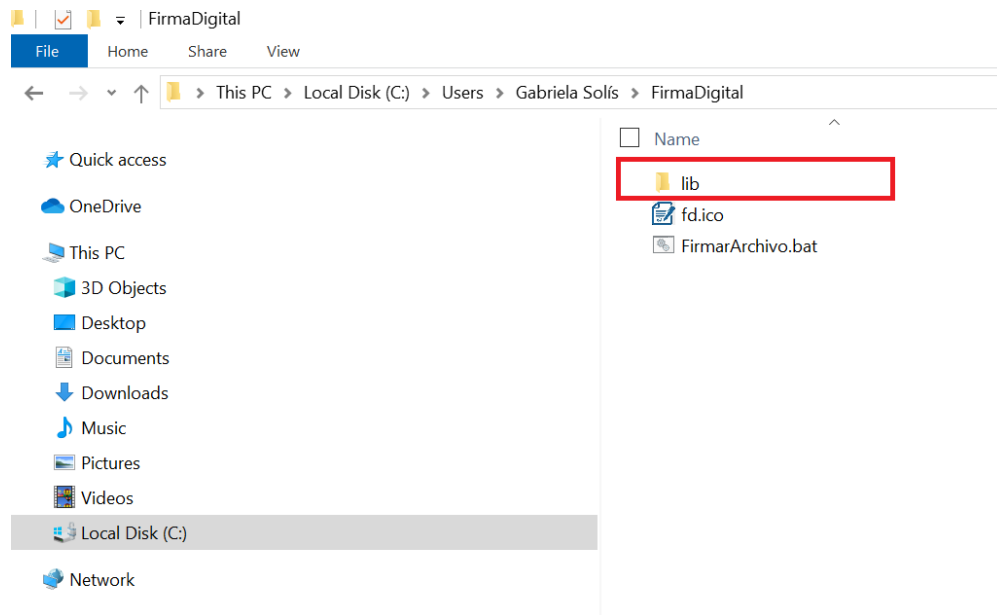 FirmaDigital
File Home Share View
This PC Local Disk (C:) Users Gabriela Solís FirmaDigital
Quick access
OneDrive
This PC
3D Objects
Desktop
Documents
Downloads
Music
Pictures
Videos
Local Disk (C:)
Network
Name
lib
fd.ico
FirmarArchivo.bat